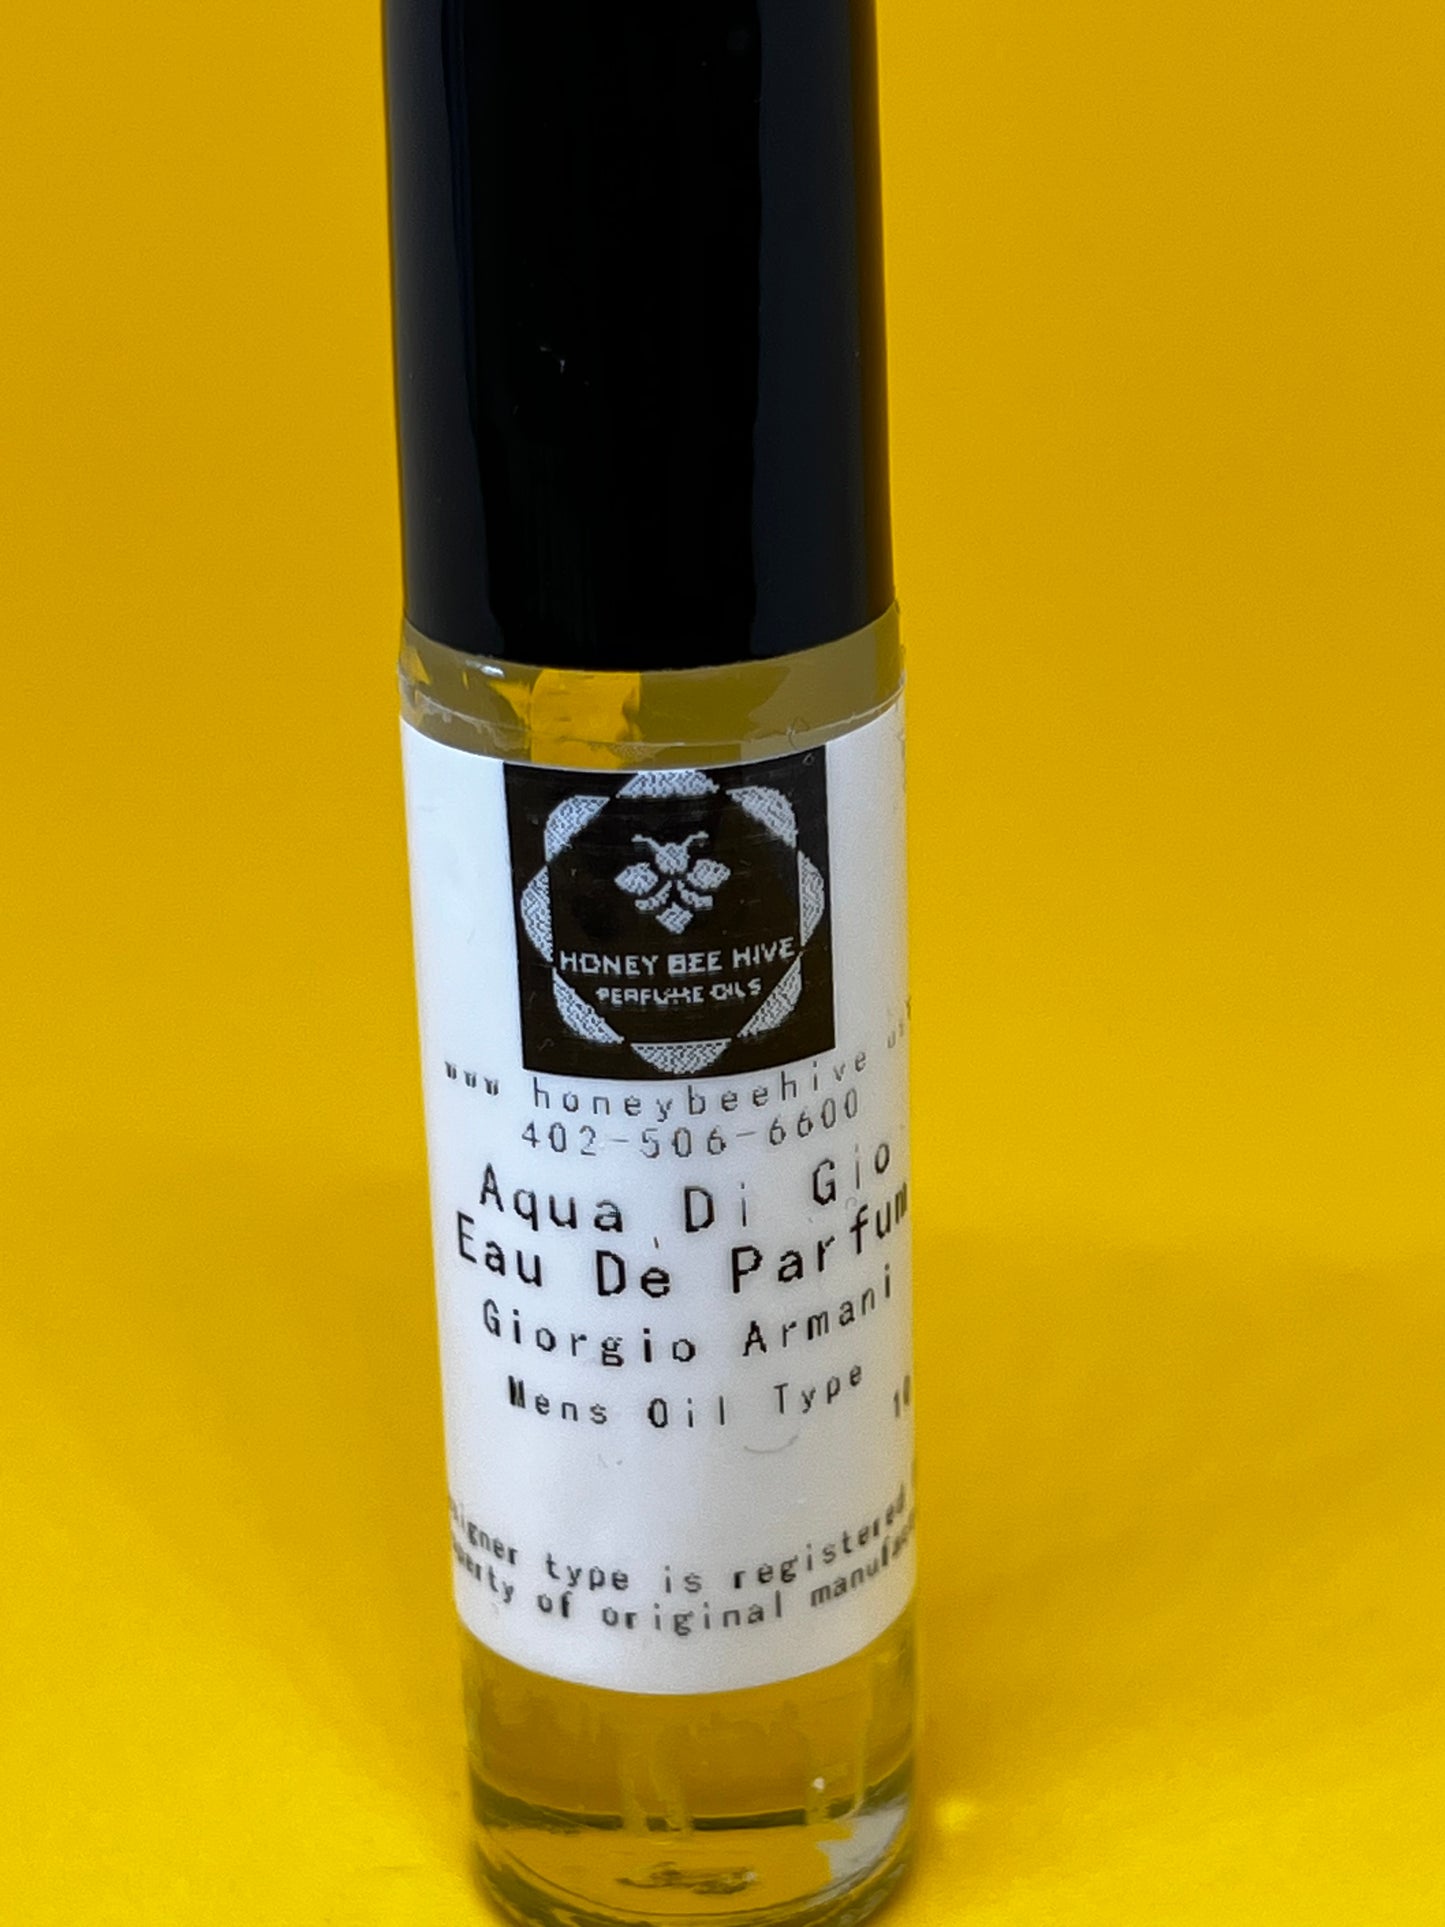 HONEY BEE HIVE
PERFUME OILS
www honeybeehive
402-506-6600
Aqua Di Gio
Eau De Parfum
Giorgio Armani
Mens Oil Type
type is registered
of original